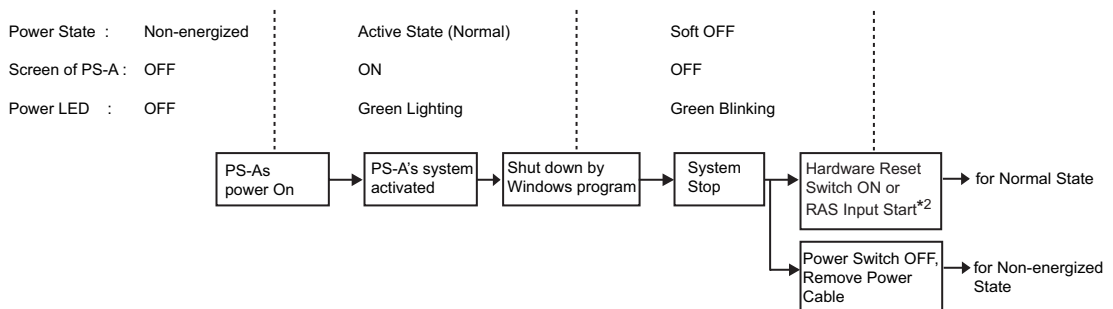 Power State : Non-energized Active State (Normal) Soft OFF
Screen of PS-A : OFF ON OFF
Power LED : OFF Green Lighting Green Blinking
PS-As
power On
PS-A's system
activated
Shut down by
Windows program
System
Stop
Hardware Reset
Switch ON or
RAS Input Start*2
for Normal State
Power Switch OFF,
Remove Power
Cable
for Non-energized
State